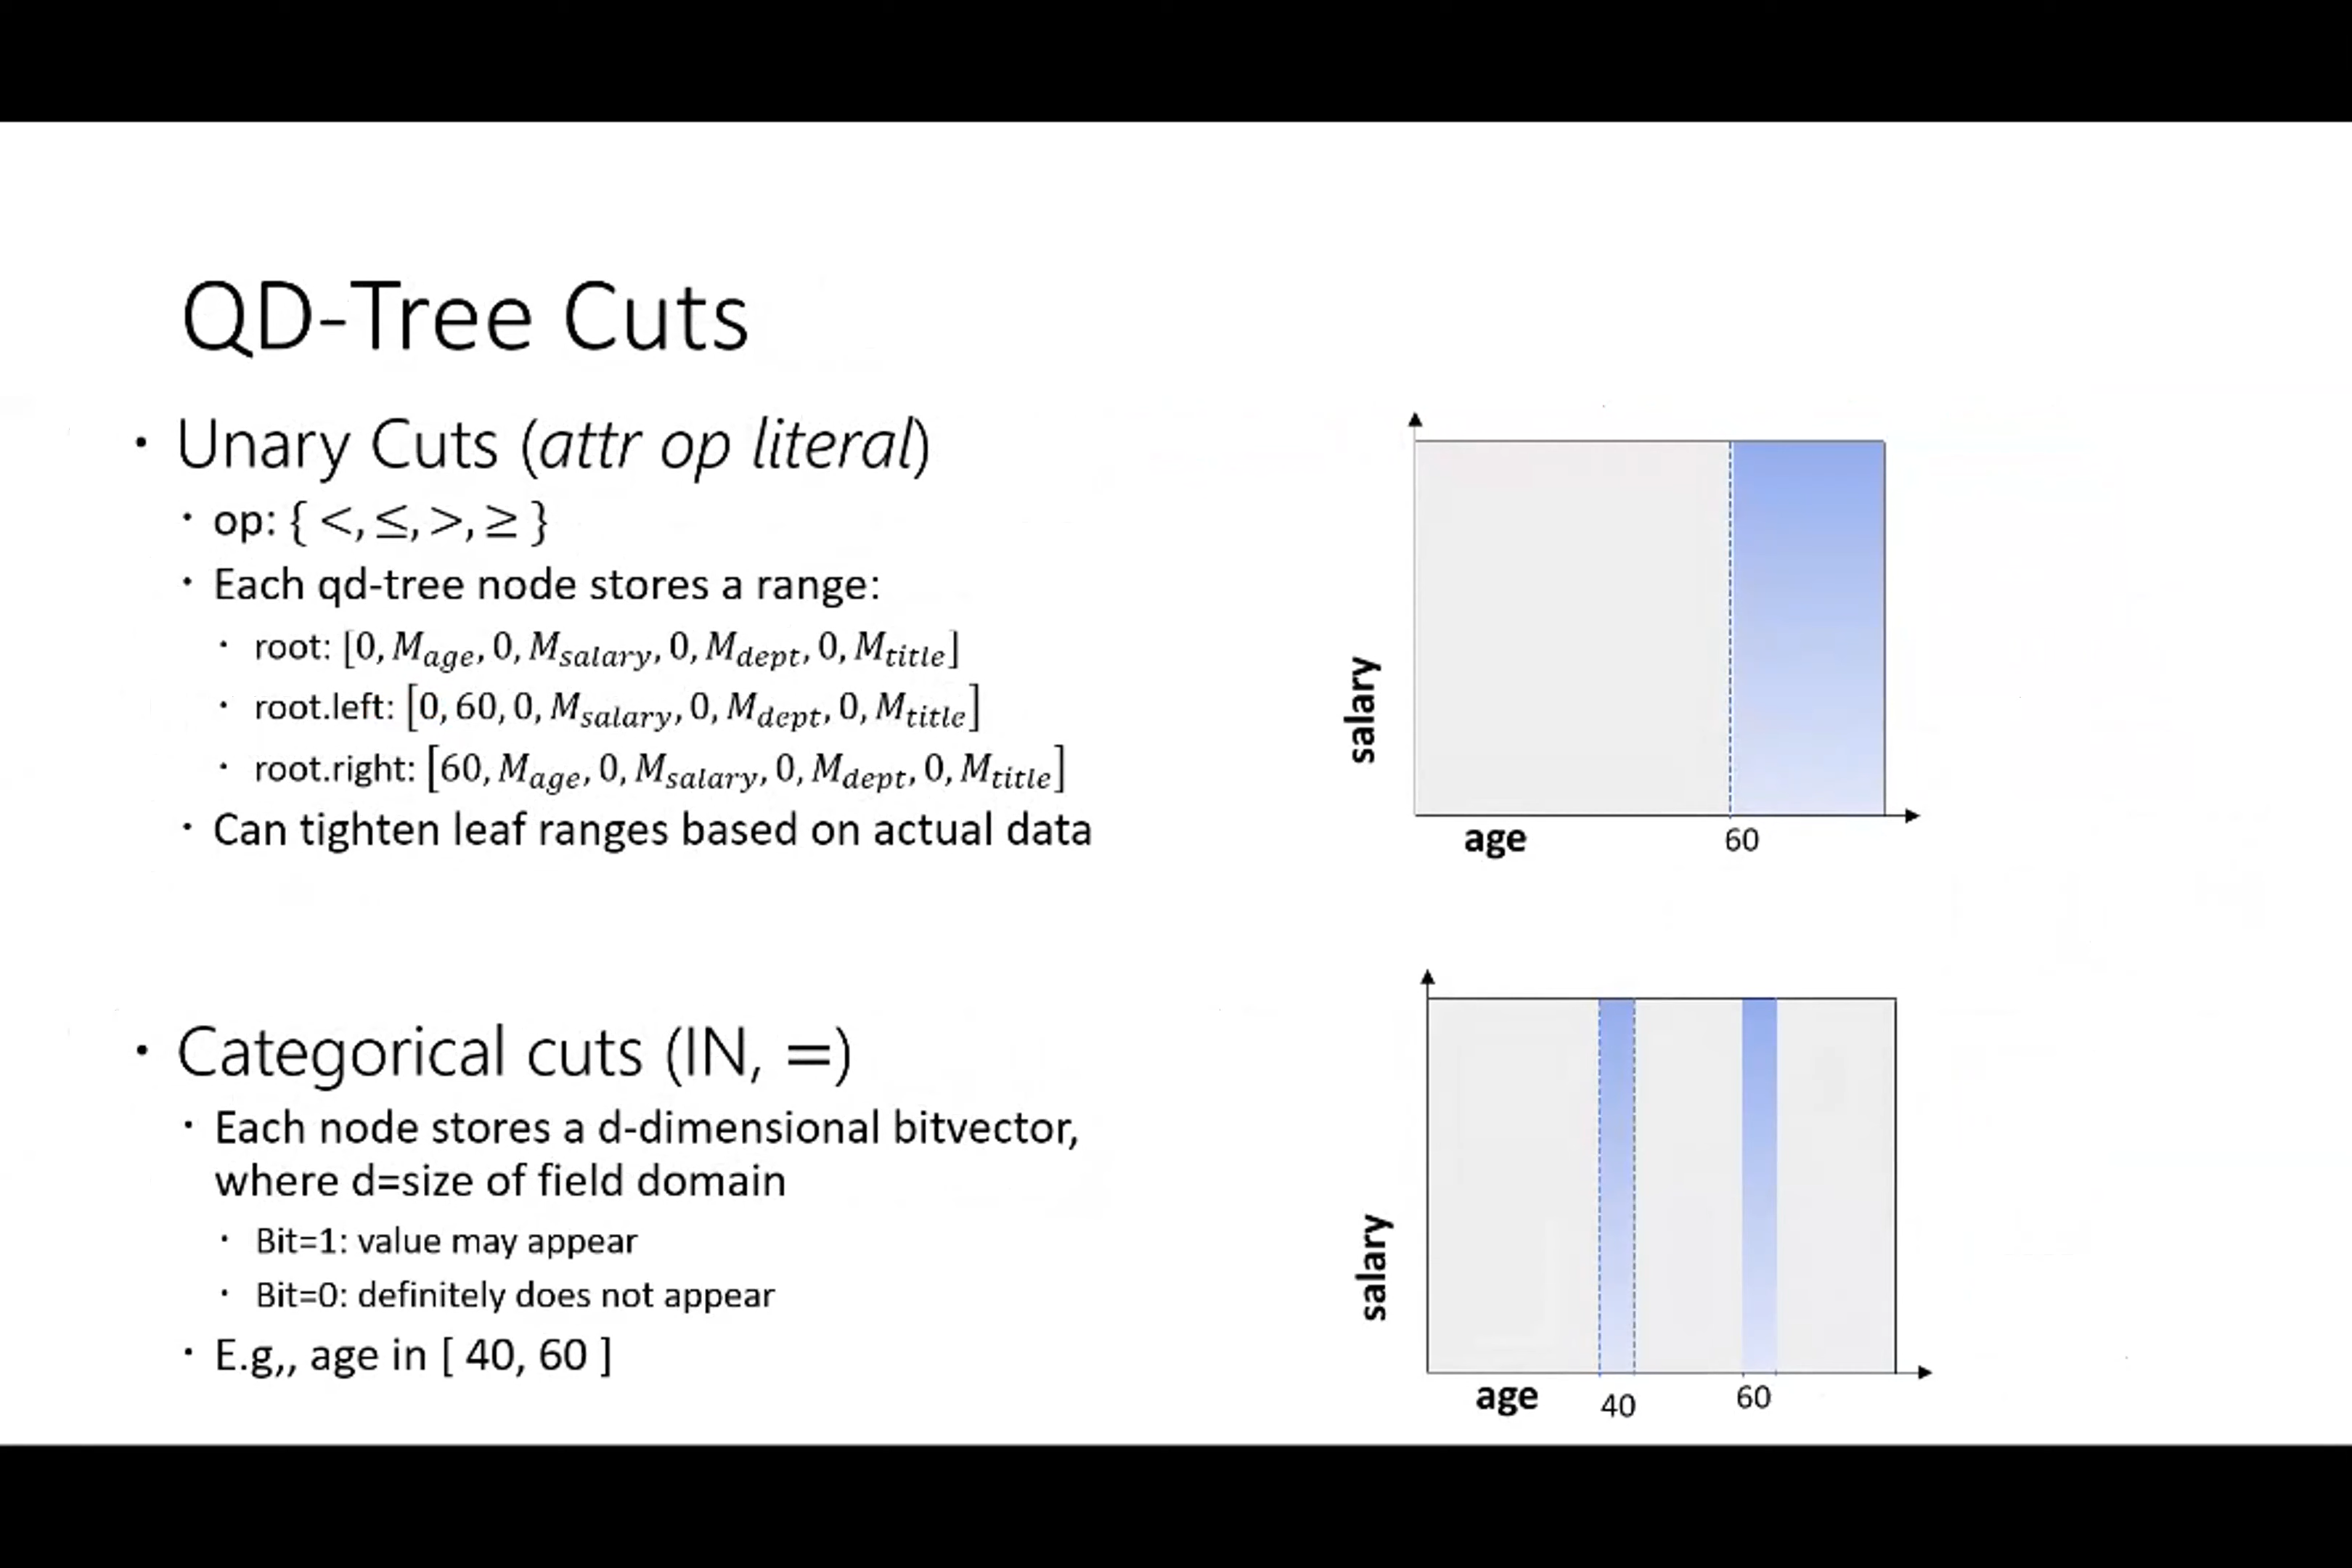 QD-Tree Cuts
• Unary Cuts (attr op literal)
• op: { <, ≤, >, ≥ }
• Each qd-tree node stores a range:
• root: [0, M_age, 0, M_salary, 0, M_dept, 0, M_title]
• root.left: [0, 60, 0, M_salary, 0, M_dept, 0, M_title]
• root.right: [60, M_age, 0, M_salary, 0, M_dept, 0, M_title]
• Can tighten leaf ranges based on actual data
salary
age
60
• Categorical cuts (IN, =)
• Each node stores a d-dimensional bitvector,
where d=size of field domain
• Bit=1: value may appear
• Bit=0: definitely does not appear
• E.g,, age in [ 40, 60 ]
salary
age
40
60